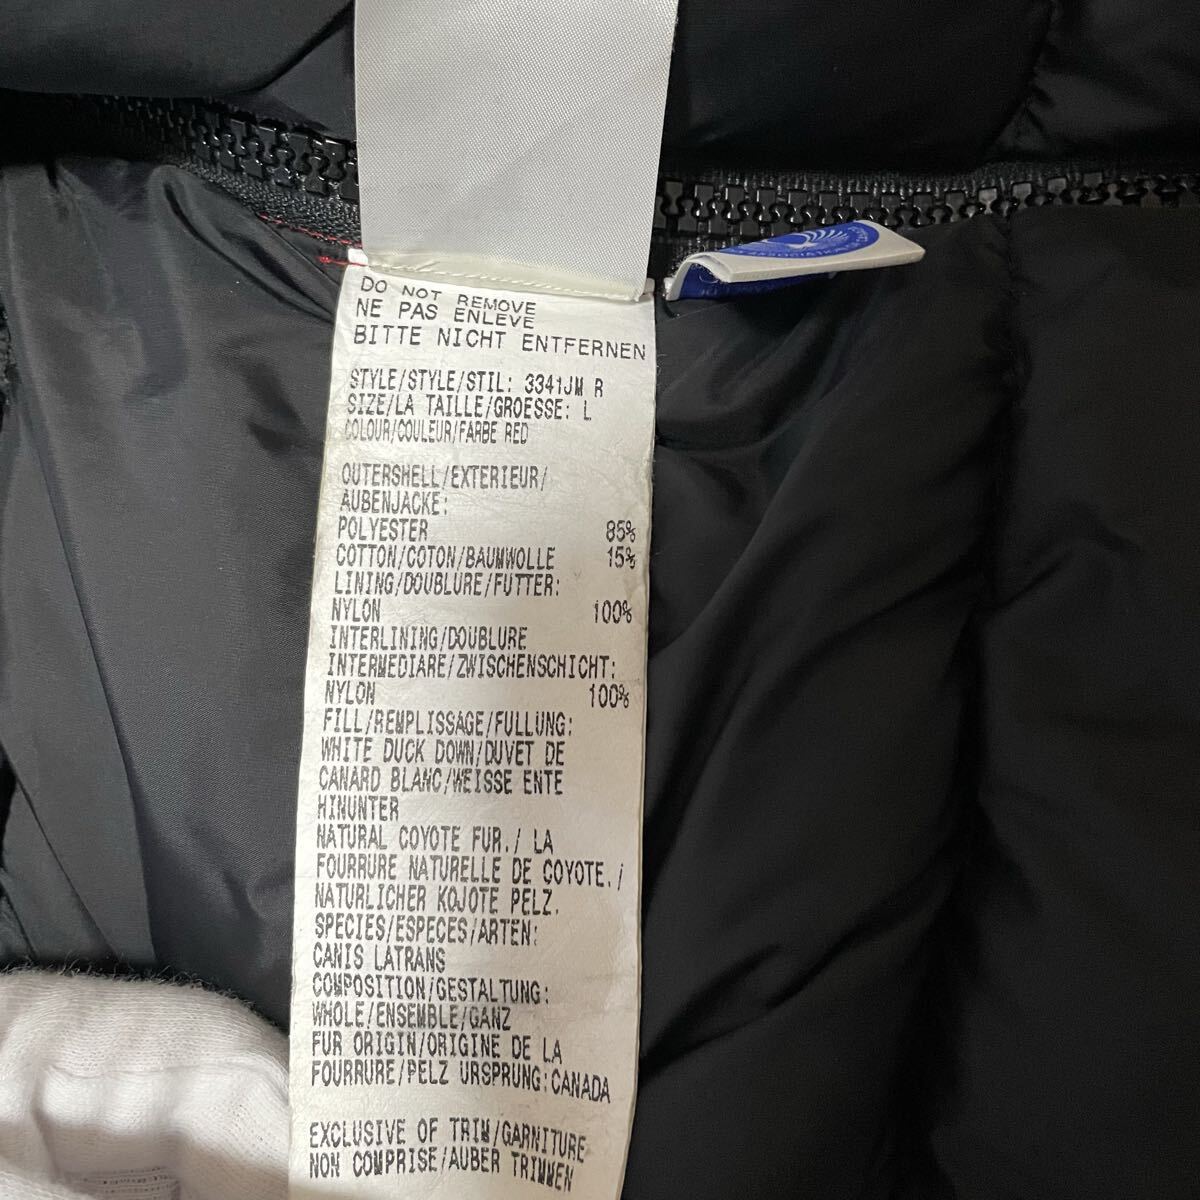 DO NOT REMOVE
NE PAS ENLEVE
BITTE NICHT ENTFERNEN
STYLE/STYLE/STIL: 3341JM R
SIZE/LA TAILLE/GROESSE: L
COLOUR/COULEUR/FARBE RED
OUTERSHELL/EXTERIEUR/
AUBENJACKE:
POLYESTER 85%
COTTON/COTON/BAUMWOLLE 15%
LINING/DOUBLURE/FUTTER:
NYLON 100%
INTERLINING/DOUBLURE
INTERMEDIARE/ZWISCHENSCHICHT:
NYLON 100%
FILL/REMPLISSAGE/FULLUNG:
WHITE DUCK DOWN/DUVET DE
CANARD BLANC/WEISSE ENTE
HINUNTER
NATURAL COYOTE FUR./ LA
FOURRURE NATURELLE DE COYOTE./
NATURLICHER KOJOTE PELZ.
SPECIES/ESPECES/ARTEN:
CANIS LATRANS
COMPOSITION/GESTALTUNG:
WHOLE/ENSEMBLE/GANZ
FUR ORIGIN/ORIGINE DE LA
FOURRURE/PELZ URSPRUNG:CANADA
EXCLUSIVE OF TRIM/GARNITURE
NON COMPRISE/AUBER TRIMMEN